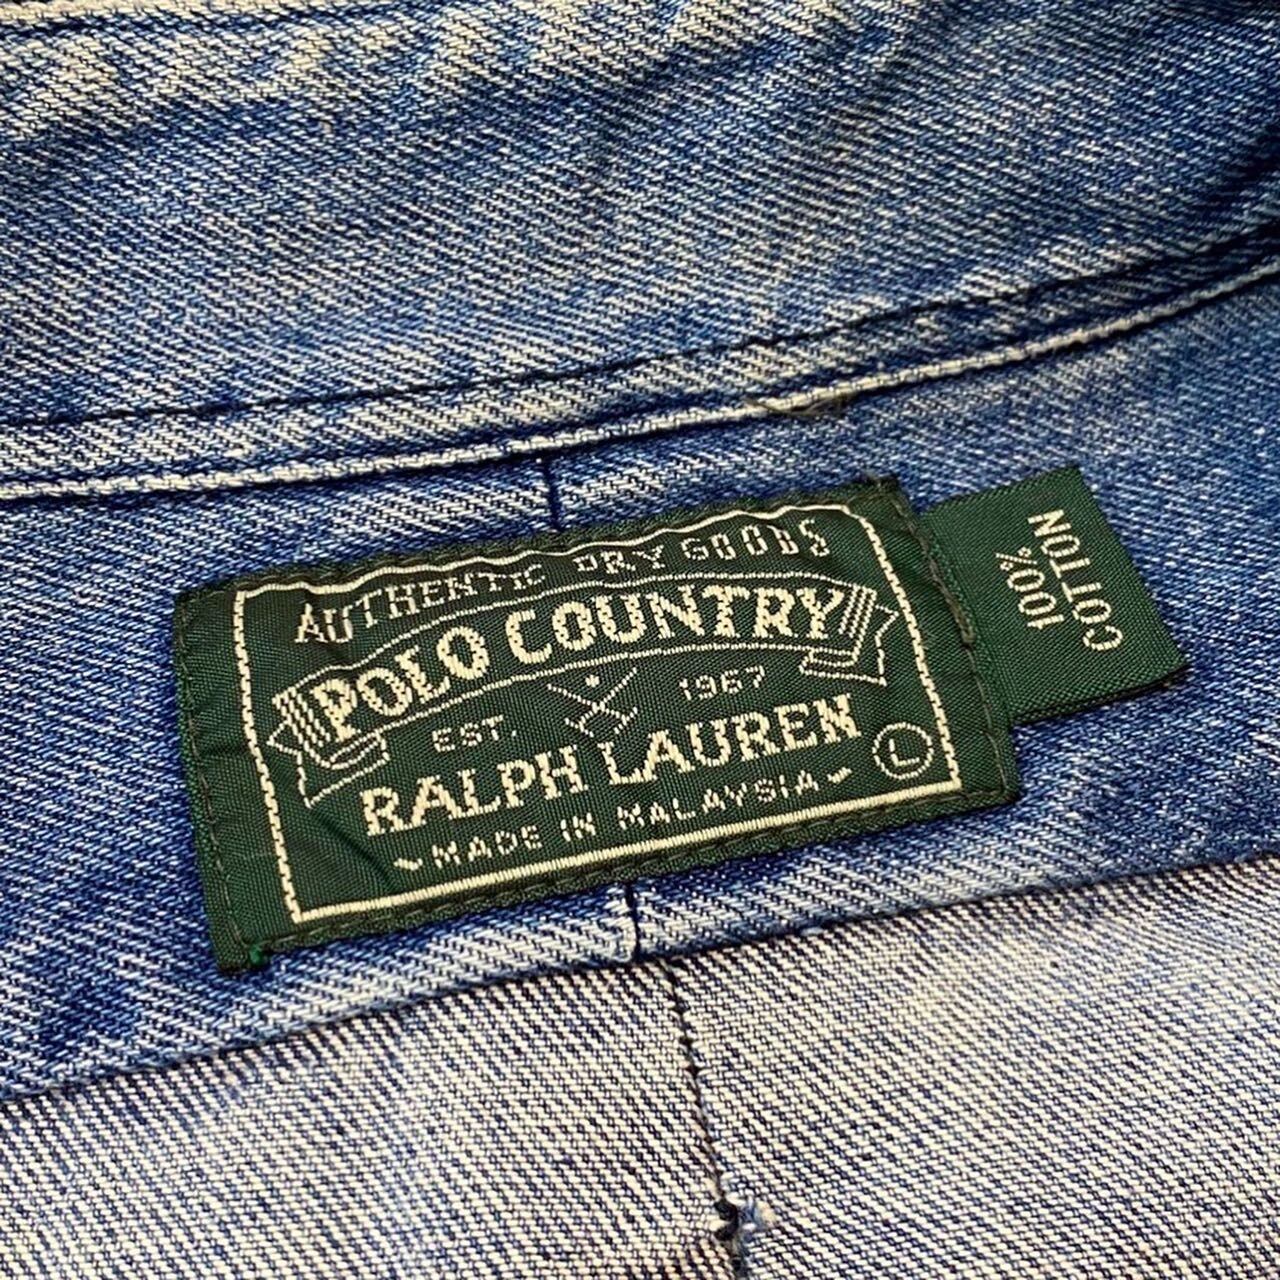 AUTHENTIC DRY GOODS
POLO COUNTRY
EST. 1967
RALPH LAUREN
MADE IN MALAYSIA
L
100%
COTTON